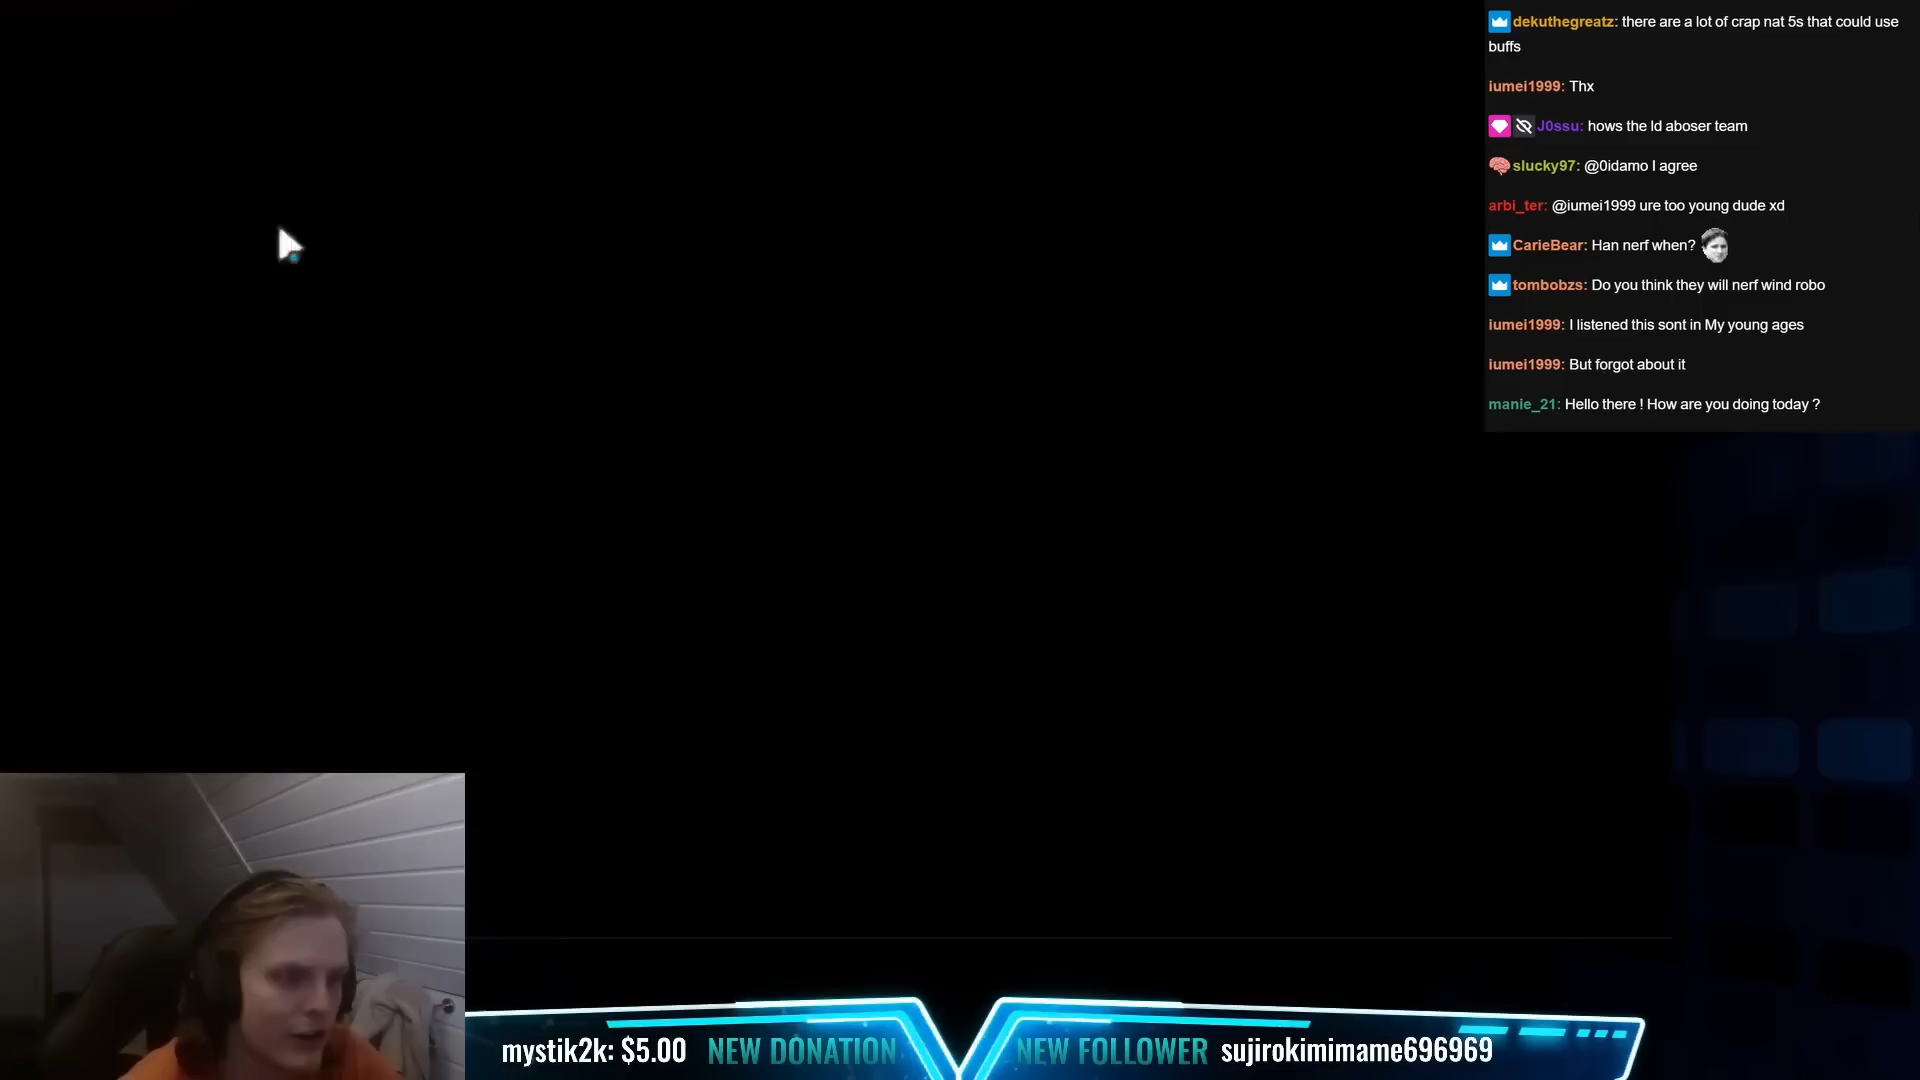 dekuthegreatz: there are a lot of crap nat 5s that could use
buffs
iumei1999: Thx
J0ssu: hows the ld aboser team
slucky97: @0idamo I agree
arbi_ter: @iumei1999 ure too young dude xd
CarieBear: Han nerf when?
tombobzs: Do you think they will nerf wind robo
iumei1999: I listened this sont in My young ages
iumei1999: But forgot about it
manie_21: Hello there ! How are you doing today ?
mystik2k: $5.00 NEW DONATION
NEW FOLLOWER sujirokimimame696969